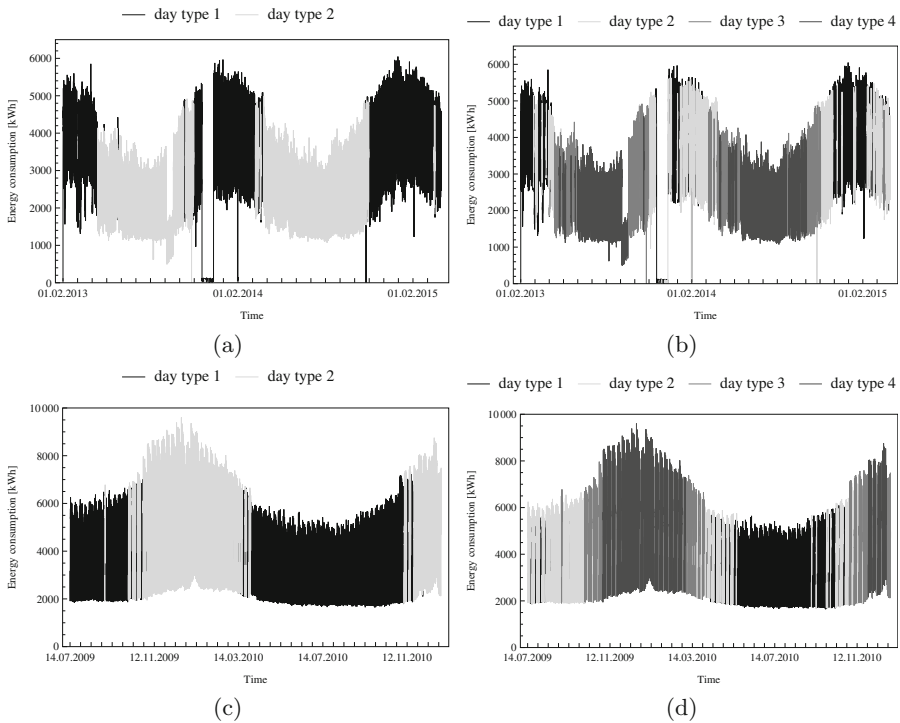 day type 1 day type 2
Energy consumption [kWh]
6000
5000
4000
3000
2000
1000
0
01.02.2013 01.02.2014 01.02.2015
Time
(a)
day type 1 day type 2 day type 3 day type 4
Energy consumption [kWh]
6000
5000
4000
3000
2000
1000
0
01.02.2013 01.02.2014 01.02.2015
Time
(b)
day type 1 day type 2
Energy consumption [kWh]
10000
8000
6000
4000
2000
0
14.07.2009 12.11.2009 14.03.2010 14.07.2010 12.11.2010
Time
(c)
day type 1 day type 2 day type 3 day type 4
Energy consumption [kWh]
10000
8000
6000
4000
2000
0
14.07.2009 12.11.2009 14.03.2010 14.07.2010 12.11.2010
Time
(d)